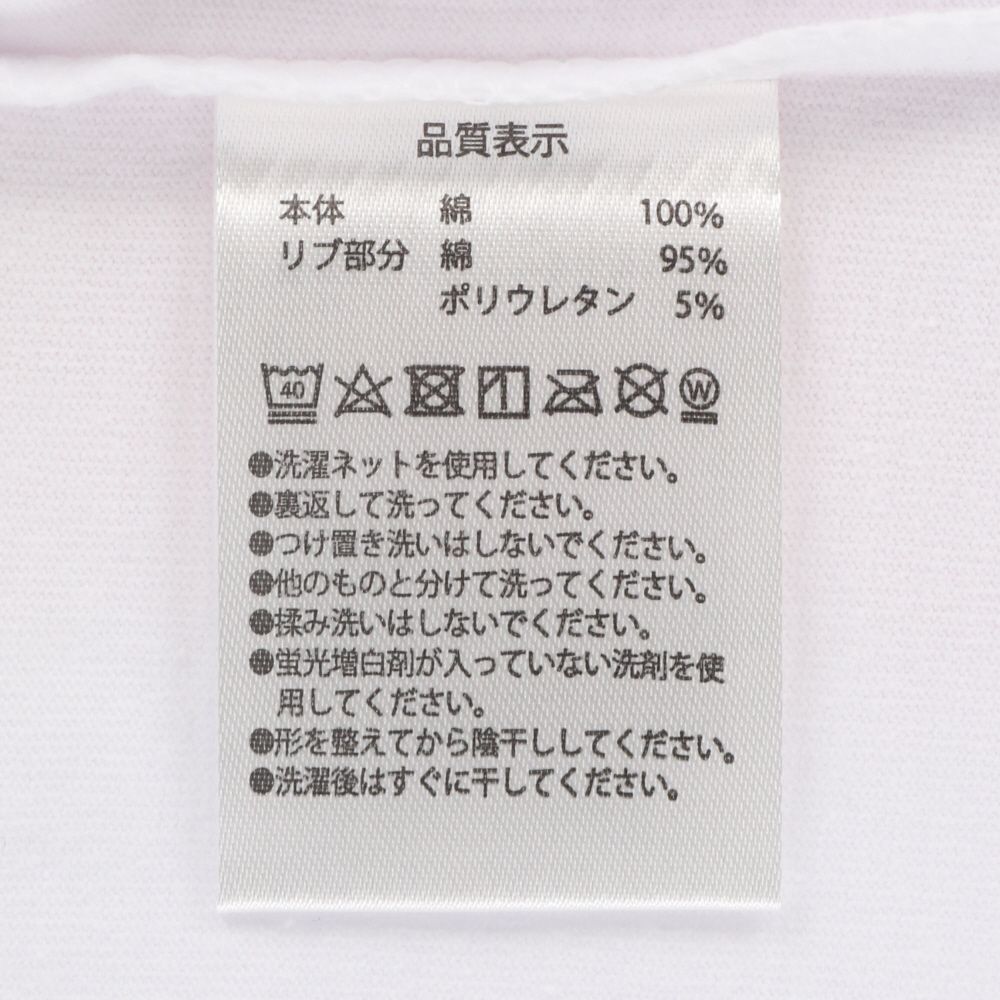 品質表示
本体 綿 100%
リブ部分 綿 95%
ポリウレタン 5%
40 W
●洗濯ネットを使用してください。
●裏返して洗ってください。
●つけ置き洗いはしないでください。
●他のものと分けて洗ってください。
●揉み洗いはしないでください。
●蛍光増白剤が入っていない洗剤を使
用してください。
●形を整えてから陰干ししてください。
●洗濯後はすぐに干してください。